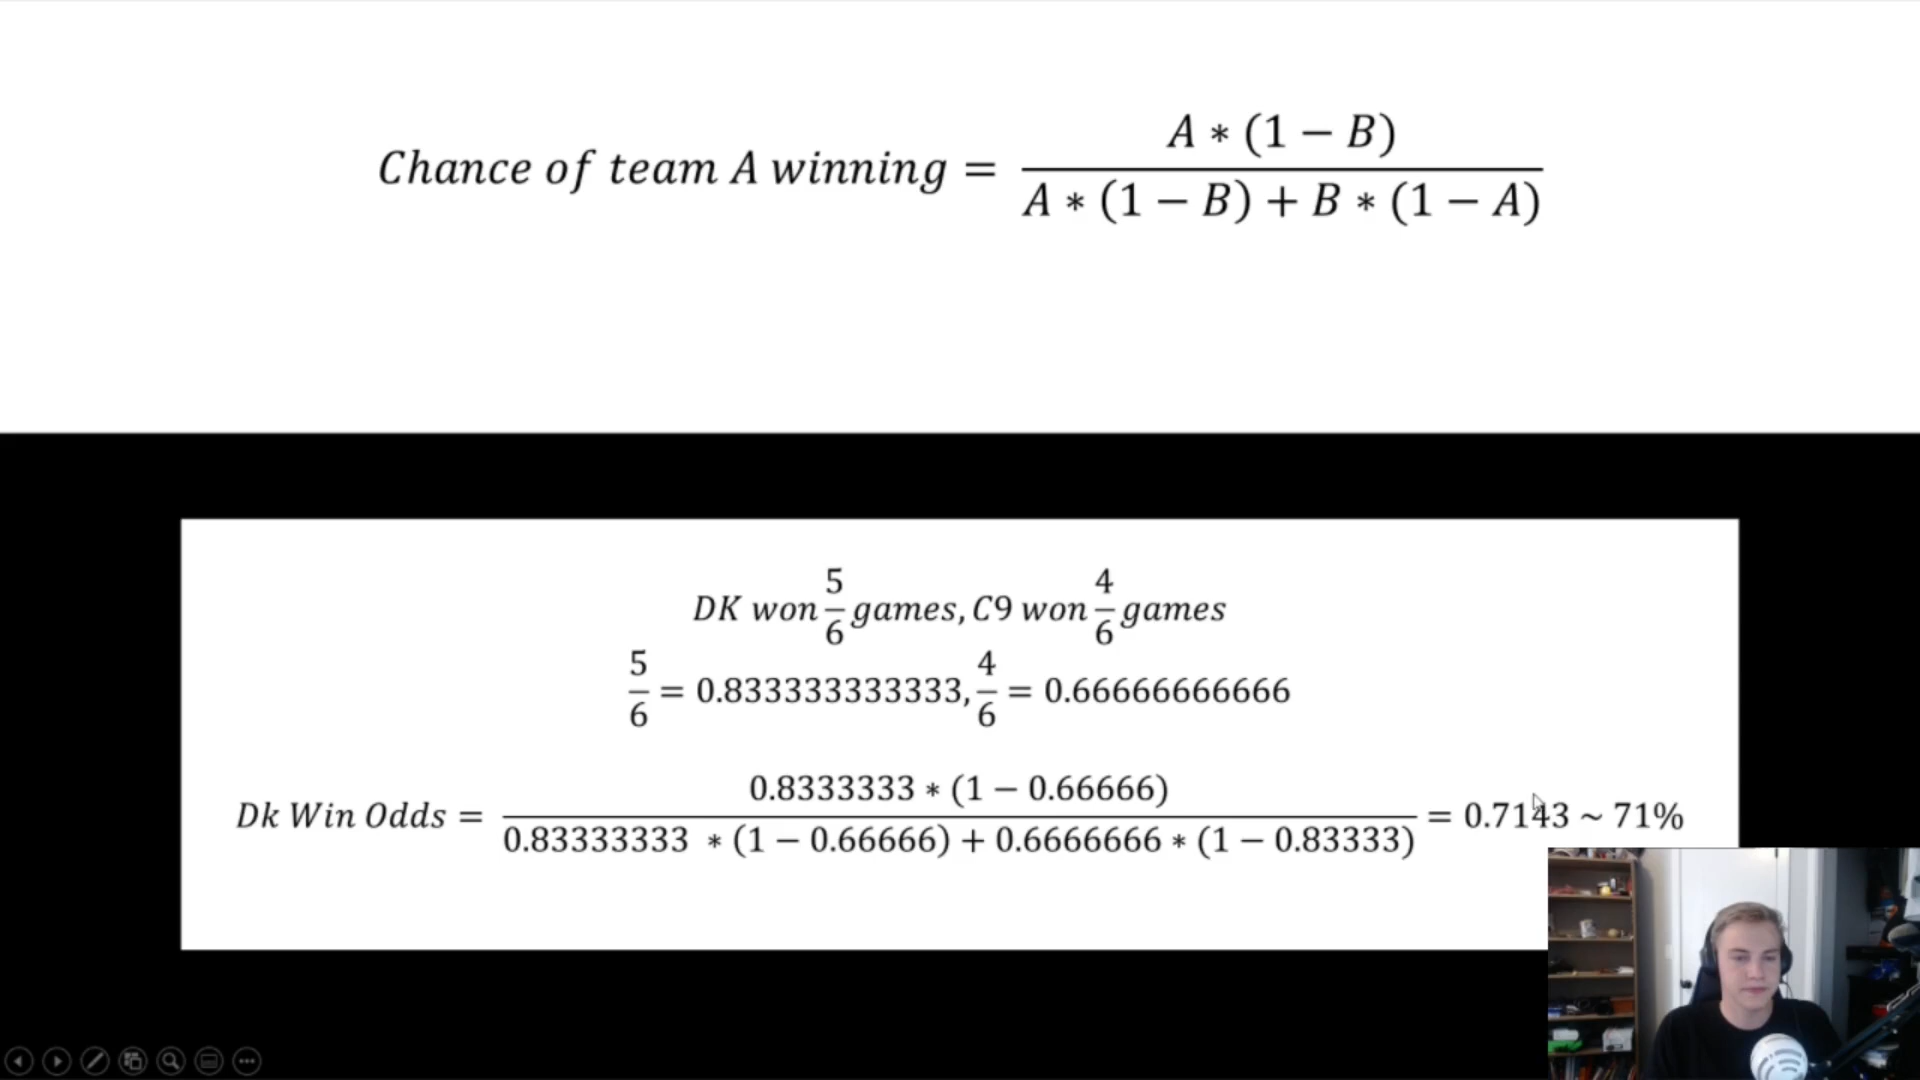 Chance of team A winning = A * (1 − B) / A * (1 − B) + B * (1 − A)
DK won 5/6 games, C9 won 4/6 games
5/6 = 0.833333333333, 4/6 = 0.66666666666
Dk Win Odds = 0.8333333 * (1 − 0.66666) / 0.83333333 * (1 − 0.66666) + 0.6666666 * (1 − 0.83333) = 0.7143 ~ 71%